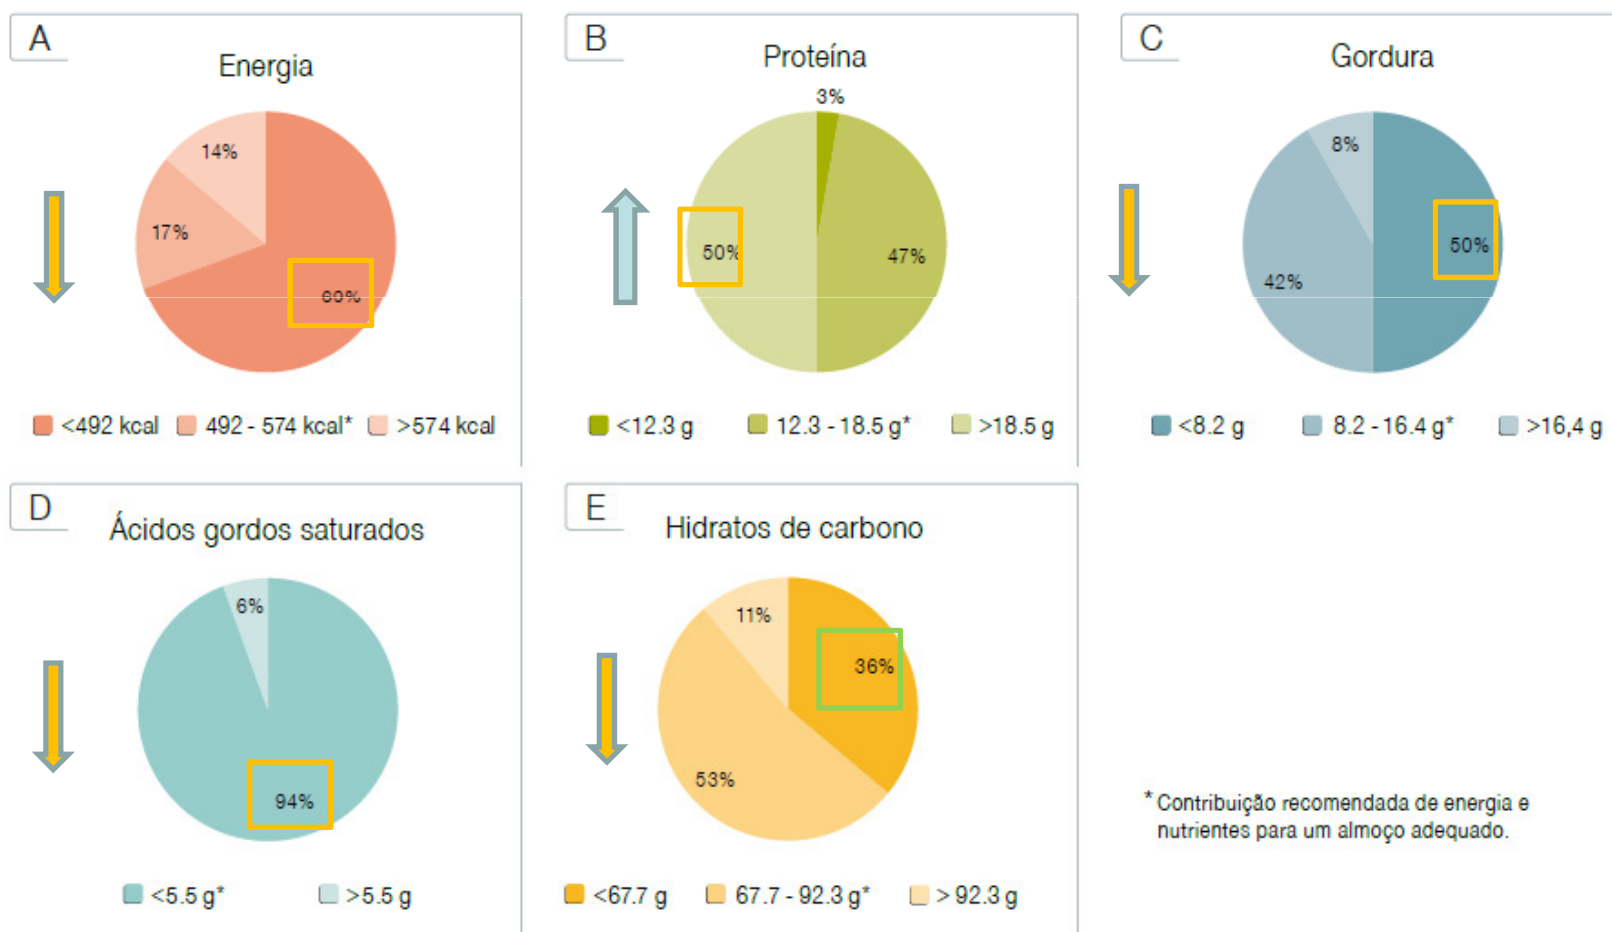 A
Energia
14%
17%
<492 kcal 492 - 574 kcal* >574 kcal
B
Proteína
3%
50%
47%
<12.3 g 12.3 - 18.5 g* >18.5 g
C
Gordura
8%
50%
42%
<8.2 g 8.2 - 16.4 g* >16,4 g
D
Ácidos gordos saturados
6%
94%
<5.5 g* >5.5 g
E
Hidratos de carbono
11%
36%
53%
<67.7 g 67.7 - 92.3 g* > 92.3 g
* Contribuição recomendada de energia e
nutrientes para um almoço adequado.